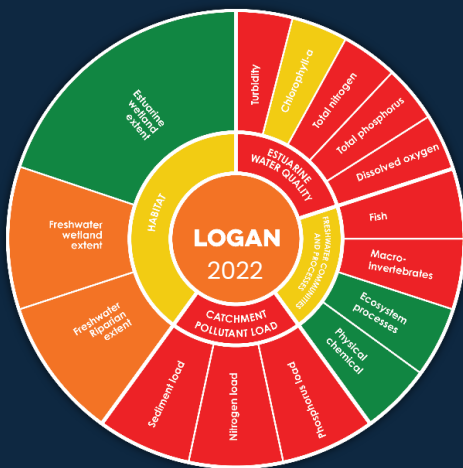 LOGAN
2022
ESTUARINE
WATER QUALITY
Turbidity
Chlorophyll-a
Total nitrogen
Total phosphorus
Dissolved oxygen
FRESHWATER COMMUNITIES
AND PROCESSES
Fish
Macro-
invertebrates
Ecosystem
processes
Physical
chemical
CATCHMENT
POLLUTANT LOAD
Phosphorus load
Nitrogen load
Sediment load
HABITAT
Freshwater
Riparian
extent
Freshwater
wetland
extent
Estuarine
wetland
extent